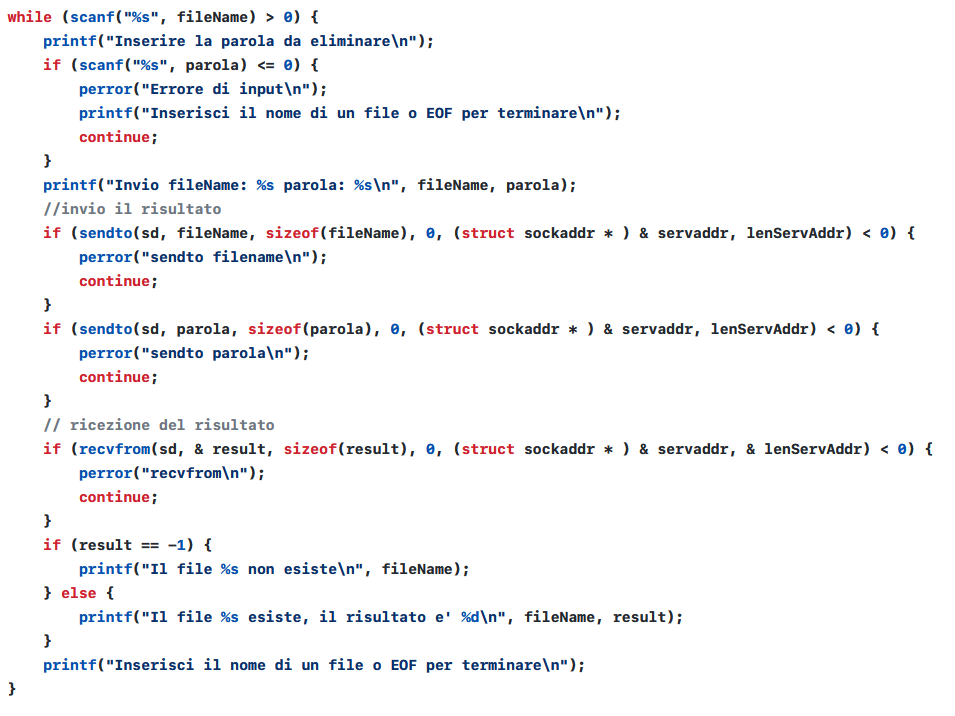 while (scanf("%s", fileName) > 0) {
    printf("Inserire la parola da eliminare\n");
    if (scanf("%s", parola) <= 0) {
        perror("Errore di input\n");
        printf("Inserisci il nome di un file o EOF per terminare\n");
        continue;
    }
    printf("Invio fileName: %s parola: %s\n", fileName, parola);
    //invio il risultato
    if (sendto(sd, fileName, sizeof(fileName), 0, (struct sockaddr * ) & servaddr, lenServAddr) < 0) {
        perror("sendto filename\n");
        continue;
    }
    if (sendto(sd, parola, sizeof(parola), 0, (struct sockaddr * ) & servaddr, lenServAddr) < 0) {
        perror("sendto parola\n");
        continue;
    }
    // ricezione del risultato
    if (recvfrom(sd, & result, sizeof(result), 0, (struct sockaddr * ) & servaddr, & lenServAddr) < 0) {
        perror("recvfrom\n");
        continue;
    }
    if (result == -1) {
        printf("Il file %s non esiste\n", fileName);
    } else {
        printf("Il file %s esiste, il risultato e' %d\n", fileName, result);
    }
    printf("Inserisci il nome di un file o EOF per terminare\n");
}